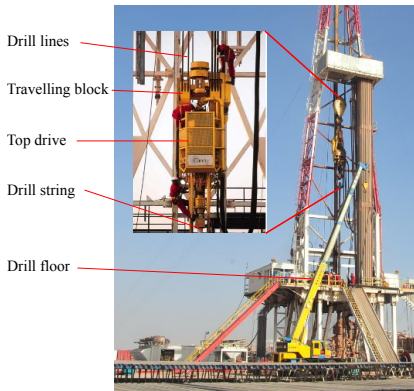 Drill lines
Travelling block
Top drive
Drill string
Drill floor